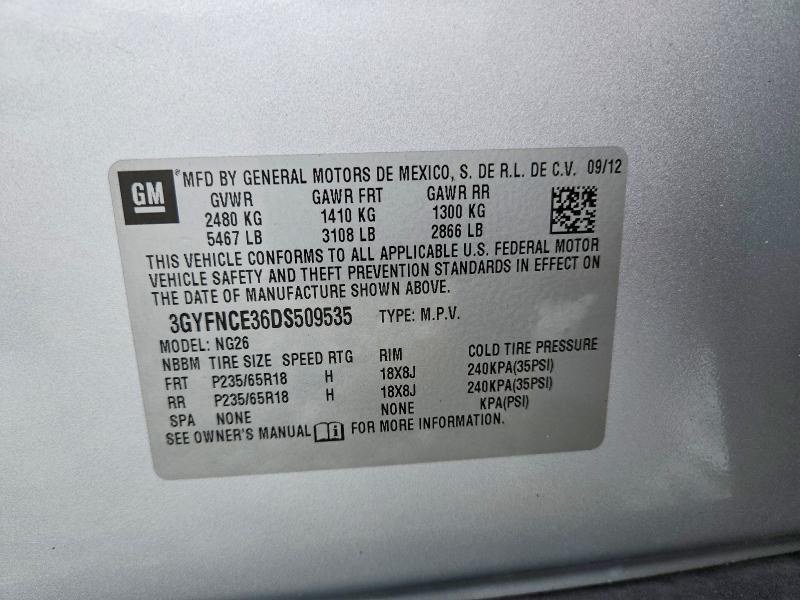 GM
MFD BY GENERAL MOTORS DE MEXICO, S. DE R.L. DE C.V. 09/12
GVWR GAWR FRT GAWR RR
2480 KG 1410 KG 1300 KG
5467 LB 3108 LB 2866 LB
THIS VEHICLE CONFORMS TO ALL APPLICABLE U.S. FEDERAL MOTOR
VEHICLE SAFETY AND THEFT PREVENTION STANDARDS IN EFFECT ON
THE DATE OF MANUFACTURE SHOWN ABOVE.
3GYFNCE36DS509535 TYPE: M.P.V.
MODEL: NG26
NBBM TIRE SIZE SPEED RTG RIM COLD TIRE PRESSURE
FRT P235/65R18 H 18X8J 240KPA(35PSI)
RR P235/65R18 H 18X8J 240KPA(35PSI)
SPA NONE NONE KPA(PSI)
SEE OWNER'S MANUAL FOR MORE INFORMATION.